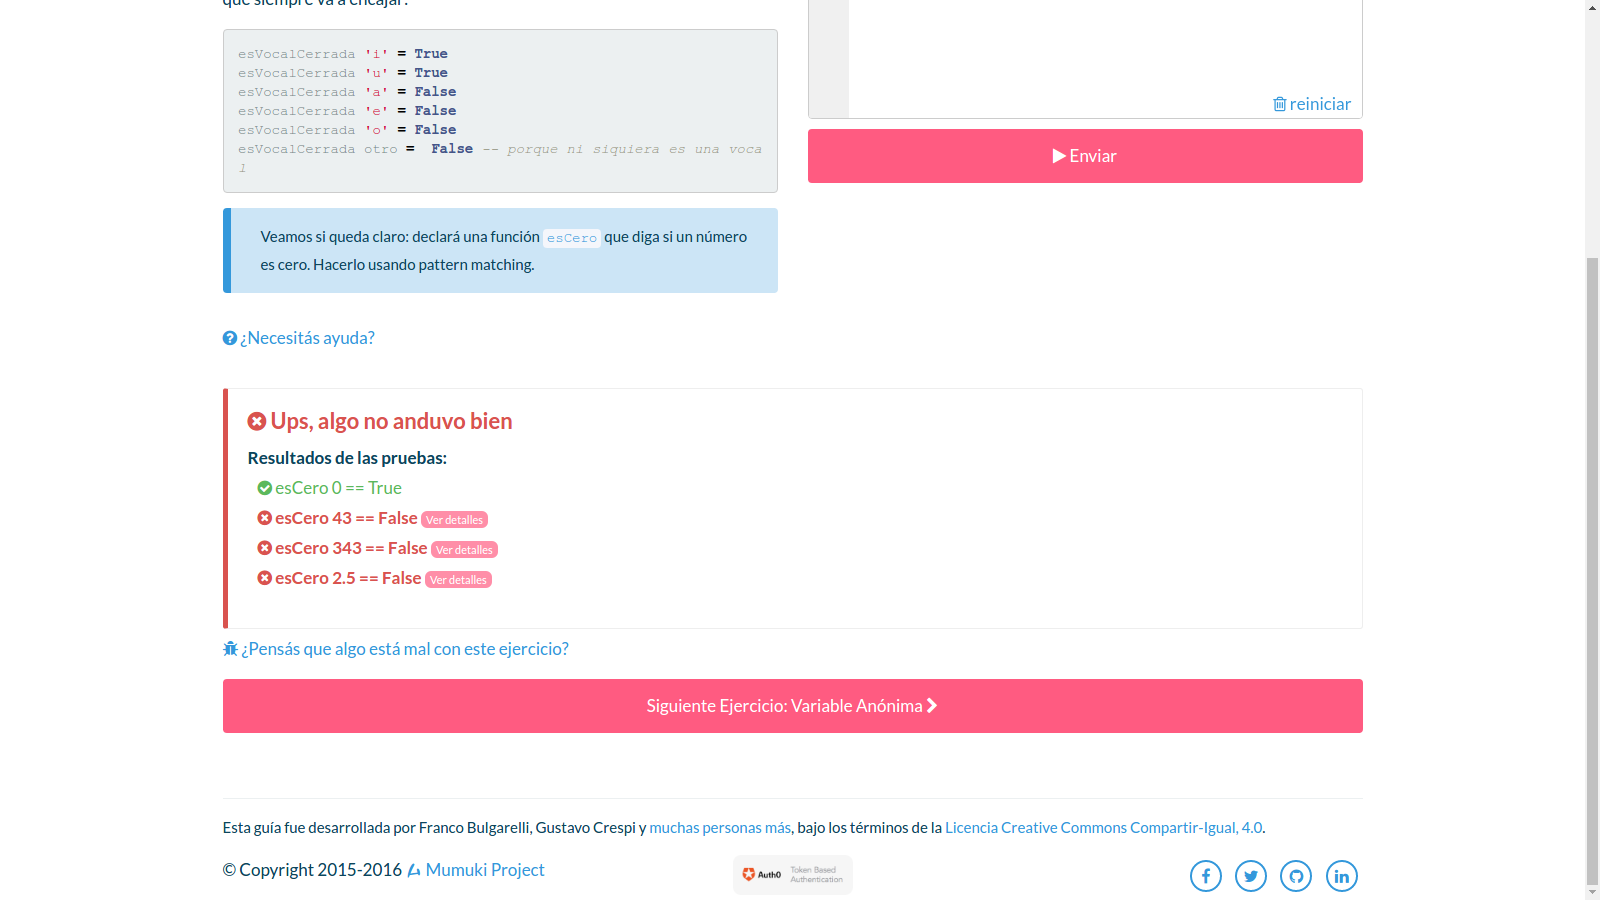 que siempre va a encajar:
esVocalCerrada 'i' = True
esVocalCerrada 'u' = True
esVocalCerrada 'a' = False
esVocalCerrada 'e' = False
esVocalCerrada 'o' = False
esVocalCerrada otro =  False -- porque ni siquiera es una voca
l
reiniciar
Enviar
Veamos si queda claro: declará una función esCero que diga si un número
es cero. Hacerlo usando pattern matching.
¿Necesitás ayuda?
Ups, algo no anduvo bien
Resultados de las pruebas:
esCero 0 == True
esCero 43 == False Ver detalles
esCero 343 == False Ver detalles
esCero 2.5 == False Ver detalles
¿Pensás que algo está mal con este ejercicio?
Siguiente Ejercicio: Variable Anónima
Esta guía fue desarrollada por Franco Bulgarelli, Gustavo Crespi y muchas personas más, bajo los términos de la Licencia Creative Commons Compartir-Igual, 4.0.
© Copyright 2015-2016 Mumuki Project
Auth0 Token Based
Authentication